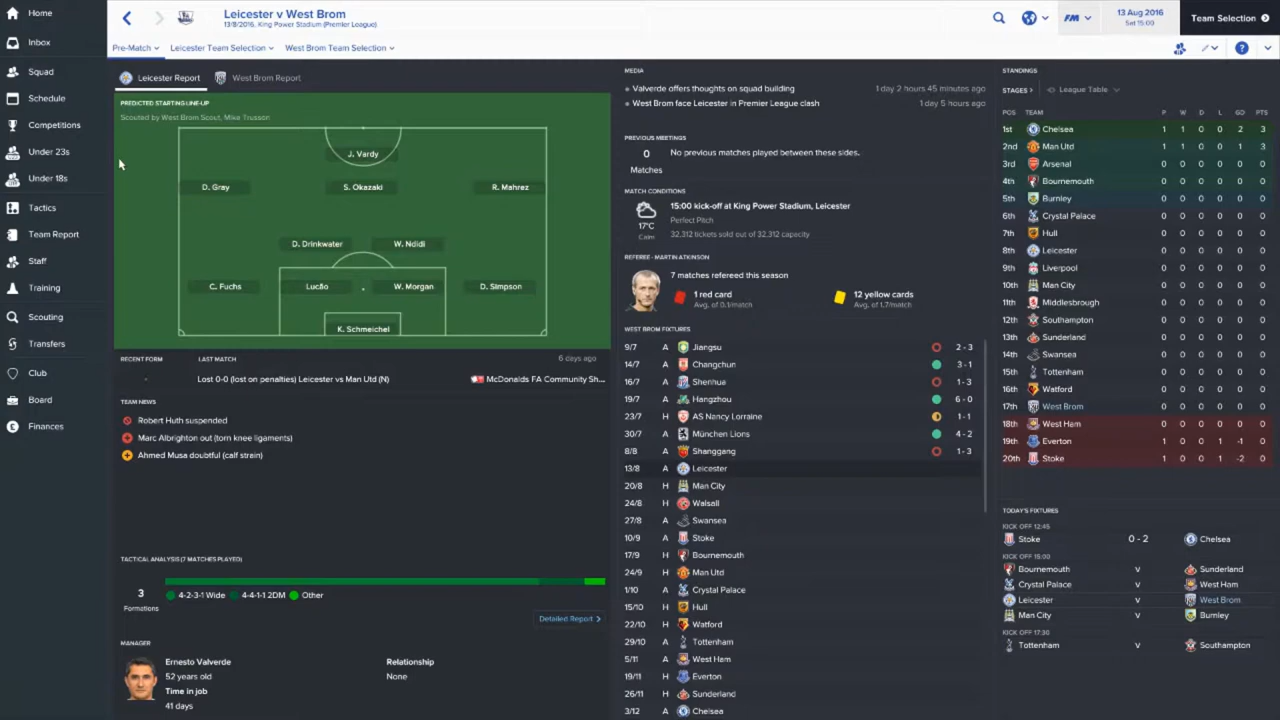 Home
Inbox
Squad
Schedule
Competitions
Under 23s
Under 18s
Tactics
Team Report
Staff
Training
Scouting
Transfers
Club
Board
Finances
Leicester v West Brom
13/8/2016, King Power Stadium (Premier League)
FM
13 Aug 2016
Sat 15:00
Team Selection
Pre-Match
Leicester Team Selection
West Brom Team Selection
?
Leicester Report
West Brom Report
PREDICTED STARTING LINE-UP
Scouted by West Brom Scout, Mike Trusson
J. Vardy
D. Gray S. Okazaki R. Mahrez
D. Drinkwater W. Ndidi
C. Fuchs Lucão W. Morgan D. Simpson
K. Schmeichel
RECENT FORM LAST MATCH 6 days ago
- Lost 0-0 (lost on penalties) Leicester vs Man Utd (N) McDonalds FA Community Sh...
TEAM NEWS
Robert Huth suspended
Marc Albrighton out (torn knee ligaments)
Ahmed Musa doubtful (calf strain)
TACTICAL ANALYSIS (7 MATCHES PLAYED)
3
Formations
4-2-3-1 Wide 4-4-1-1 2DM Other
Detailed Report >
MANAGER
Ernesto Valverde
52 years old
Time in job
41 days
Relationship
None
MEDIA
Valverde offers thoughts on squad building 1 day 2 hours 45 minutes ago
West Brom face Leicester in Premier League clash 1 day 5 hours ago
PREVIOUS MEETINGS
0
Matches
No previous matches played between these sides.
MATCH CONDITIONS
17°C
Calm
15:00 kick-off at King Power Stadium, Leicester
Perfect Pitch
32,312 tickets sold out of 32,312 capacity
REFEREE - MARTIN ATKINSON
7 matches refereed this season
1 red card
Avg. of 0.1/match
12 yellow cards
Avg. of 1.7/match
WEST BROM FIXTURES
9/7 A Jiangsu 2 - 3
14/7 A Changchun 3 - 1
16/7 A Shenhua 1 - 3
19/7 A Hangzhou 6 - 0
23/7 A AS Nancy Lorraine 1 - 1
30/7 A München Lions 4 - 2
8/8 A Shanggang 1 - 3
13/8 A Leicester
20/8 H Man City
24/8 H Walsall
27/8 A Swansea
10/9 A Stoke
17/9 H Bournemouth
24/9 H Man Utd
1/10 A Crystal Palace
15/10 H Hull
22/10 H Watford
29/10 A Tottenham
5/11 A West Ham
19/11 H Everton
26/11 H Sunderland
3/12 A Chelsea
STANDINGS
STAGES > League Table
POS TEAM P W D L GD PTS
1st Chelsea 1 1 0 0 2 3
2nd Man Utd 1 1 0 0 1 3
3rd Arsenal 0 0 0 0 0 0
4th Bournemouth 0 0 0 0 0 0
5th Burnley 0 0 0 0 0 0
6th Crystal Palace 0 0 0 0 0 0
7th Hull 0 0 0 0 0 0
8th Leicester 0 0 0 0 0 0
9th Liverpool 0 0 0 0 0 0
10th Man City 0 0 0 0 0 0
11th Middlesbrough 0 0 0 0 0 0
12th Southampton 0 0 0 0 0 0
13th Sunderland 0 0 0 0 0 0
14th Swansea 0 0 0 0 0 0
15th Tottenham 0 0 0 0 0 0
16th Watford 0 0 0 0 0 0
17th West Brom 0 0 0 0 0 0
18th West Ham 0 0 0 0 0 0
19th Everton 1 0 0 1 -1 0
20th Stoke 1 0 0 1 -2 0
TODAY'S FIXTURES
KICK OFF 12:45
Stoke 0 - 2 Chelsea
KICK OFF 15:00
Bournemouth v Sunderland
Crystal Palace v West Ham
Leicester v West Brom
Man City v Burnley
KICK OFF 17:30
Tottenham v Southampton